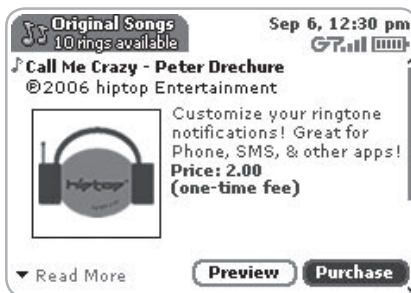 Original Songs
10 rings available
Sep 6, 12:30 pm
G
Call Me Crazy - Peter Drechure
℗2006 hiptop Entertainment
Customize your ringtone
notifications! Great for
Phone, SMS, & other apps!
Price: 2.00
(one-time fee)
hiptop
Read More
Preview
Purchase